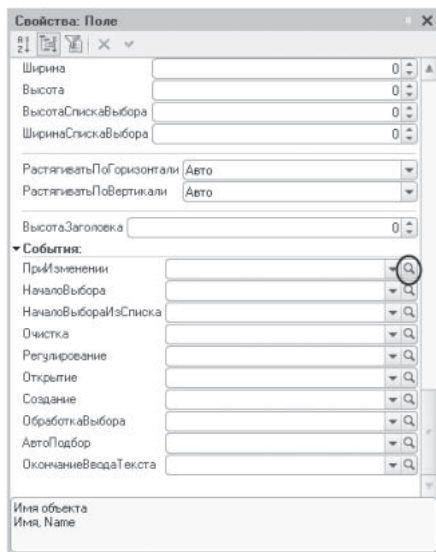 Свойства: Поле
Ширина 0
Высота 0
ВысотаСпискаВыбора 0
ШиринаСпискаВыбора 0
РастягиватьПоГоризонтали Авто
РастягиватьПоВертикали Авто
ВысотаЗаголовка 0
События:
ПриИзменении
НачалоВыбора
НачалоВыбораИзСписка
Очистка
Регулирование
Открытие
Создание
ОбработкаВыбора
АвтоПодбор
ОкончаниеВводаТекста
Имя объекта
Имя, Name